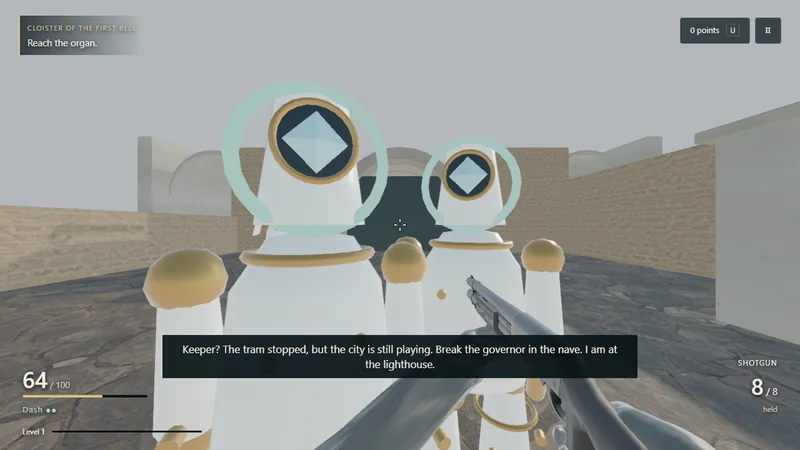 CLOISTER OF THE FIRST BELL
Reach the organ.
0 points U
Keeper? The tram stopped, but the city is still playing. Break the governor in the nave. I am at
the lighthouse.
64 / 100
Dash
Level 1
SHOTGUN
8 / 8
held